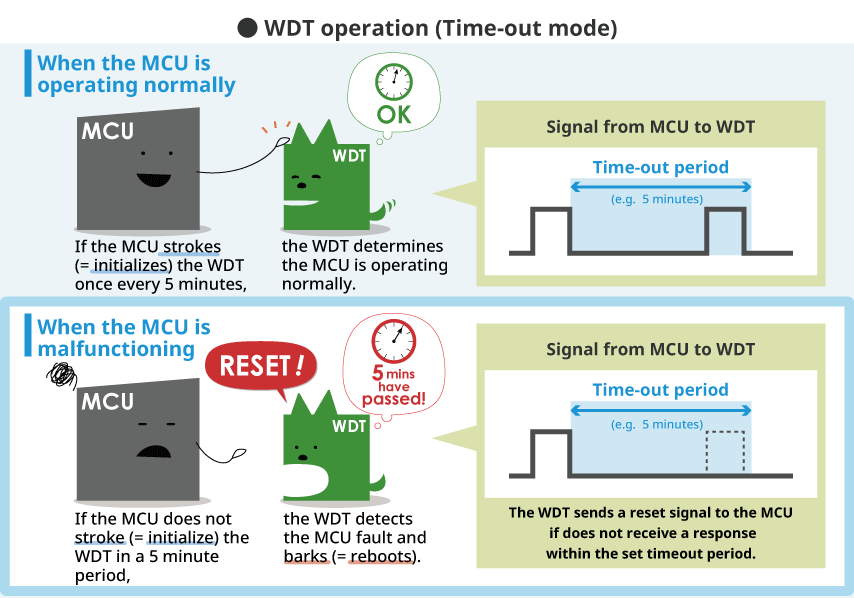 ● WDT operation (Time-out mode)
When the MCU is
operating normally
MCU
WDT
OK
If the MCU strokes
(= initializes) the WDT
once every 5 minutes,
the WDT determines
the MCU is operating
normally.
Signal from MCU to WDT
Time-out period
(e.g. 5 minutes)
When the MCU is
malfunctioning
MCU
RESET!
WDT
5 mins
have
passed!
If the MCU does not
stroke (= initialize) the
WDT in a 5 minute
period,
the WDT detects
the MCU fault and
barks (= reboots).
Signal from MCU to WDT
Time-out period
(e.g. 5 minutes)
The WDT sends a reset signal to the MCU
if does not receive a response
within the set timeout period.